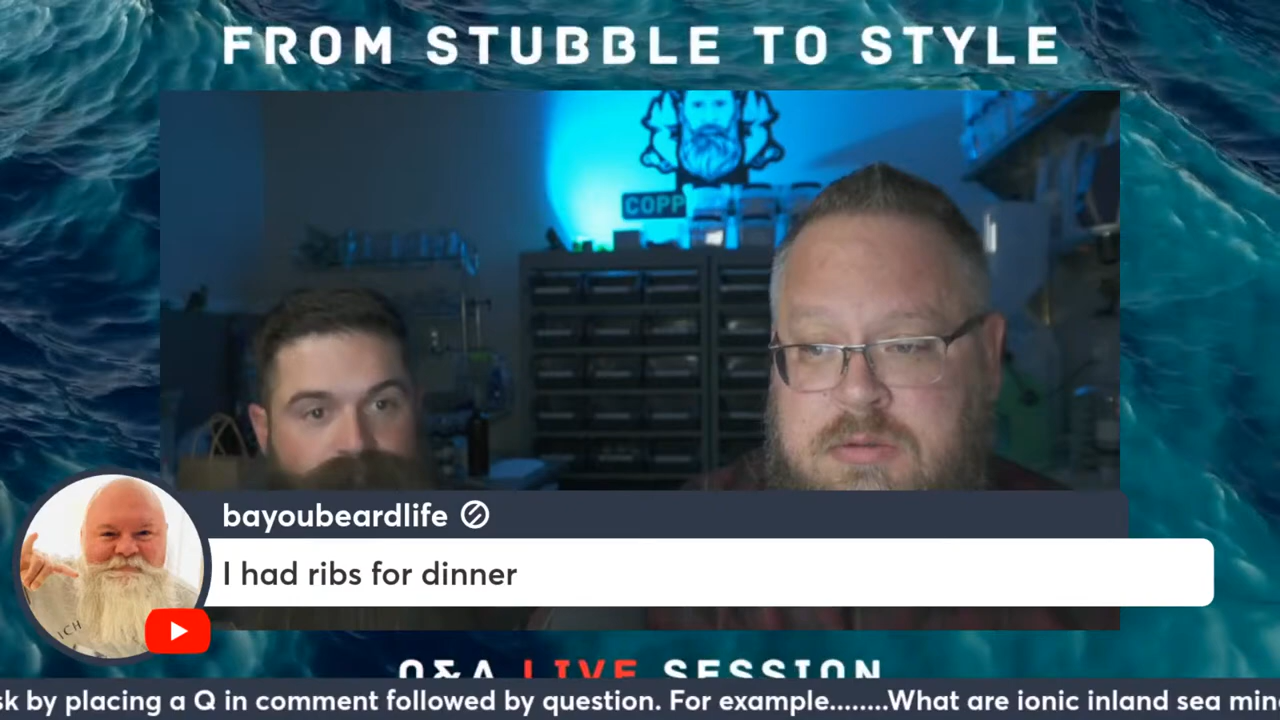 FROM STUBBLE TO STYLE
COPP
bayoubeardlife
I had ribs for dinner
ICH
Q&A LIVE SESSION
sk by placing a Q in comment followed by question. For example........What are ionic inland sea min